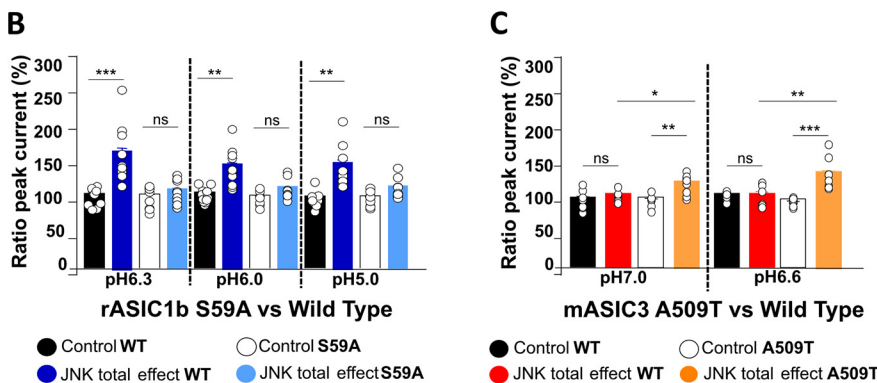 B
Ratio peak current (%)
300
250
200
150
100
50
0
***
ns
**
ns
**
ns
pH6.3
pH6.0
pH5.0
rASIC1b S59A vs Wild Type
Control WT
Control S59A
JNK total effect WT
JNK total effect S59A
C
Ratio peak current (%)
300
250
200
150
100
50
0
*
**
ns
**
ns
***
pH7.0
pH6.6
mASIC3 A509T vs Wild Type
Control WT
Control A509T
JNK total effect WT
JNK total effect A509T